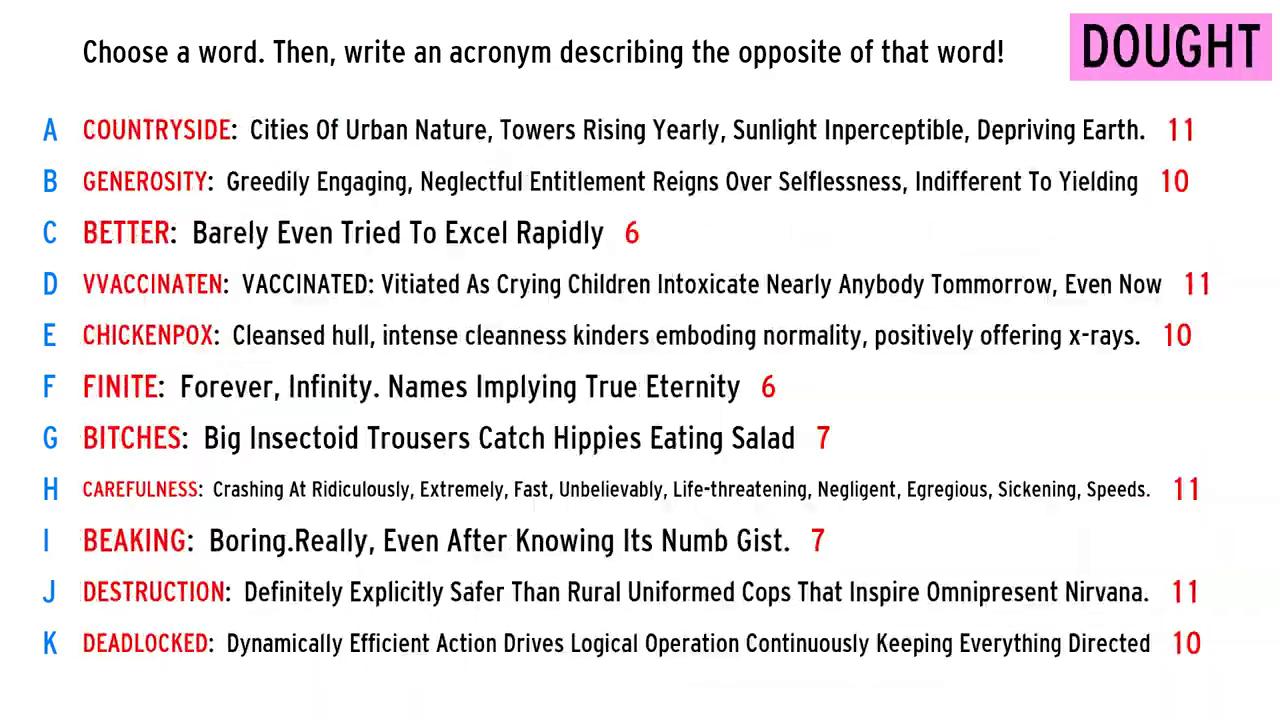 Choose a word. Then, write an acronym describing the opposite of that word!
DOUGHT
A COUNTRYSIDE: Cities Of Urban Nature, Towers Rising Yearly, Sunlight Inperceptible, Depriving Earth. 11
B GENEROSITY: Greedily Engaging, Neglectful Entitlement Reigns Over Selflessness, Indifferent To Yielding 10
C BETTER: Barely Even Tried To Excel Rapidly 6
D VVACCINATEN: VACCINATED: Vitiated As Crying Children Intoxicate Nearly Anybody Tommorrow, Even Now 11
E CHICKENPOX: Cleansed hull, intense cleanness kinders emboding normality, positively offering x-rays. 10
F FINITE: Forever, Infinity. Names Implying True Eternity 6
G BITCHES: Big Insectoid Trousers Catch Hippies Eating Salad 7
H CAREFULNESS: Crashing At Ridiculously, Extremely, Fast, Unbelievably, Life-threatening, Negligent, Egregious, Sickening, Speeds. 11
I BEAKING: Boring.Really, Even After Knowing Its Numb Gist. 7
J DESTRUCTION: Definitely Explicitly Safer Than Rural Uniformed Cops That Inspire Omnipresent Nirvana. 11
K DEADLOCKED: Dynamically Efficient Action Drives Logical Operation Continuously Keeping Everything Directed 10